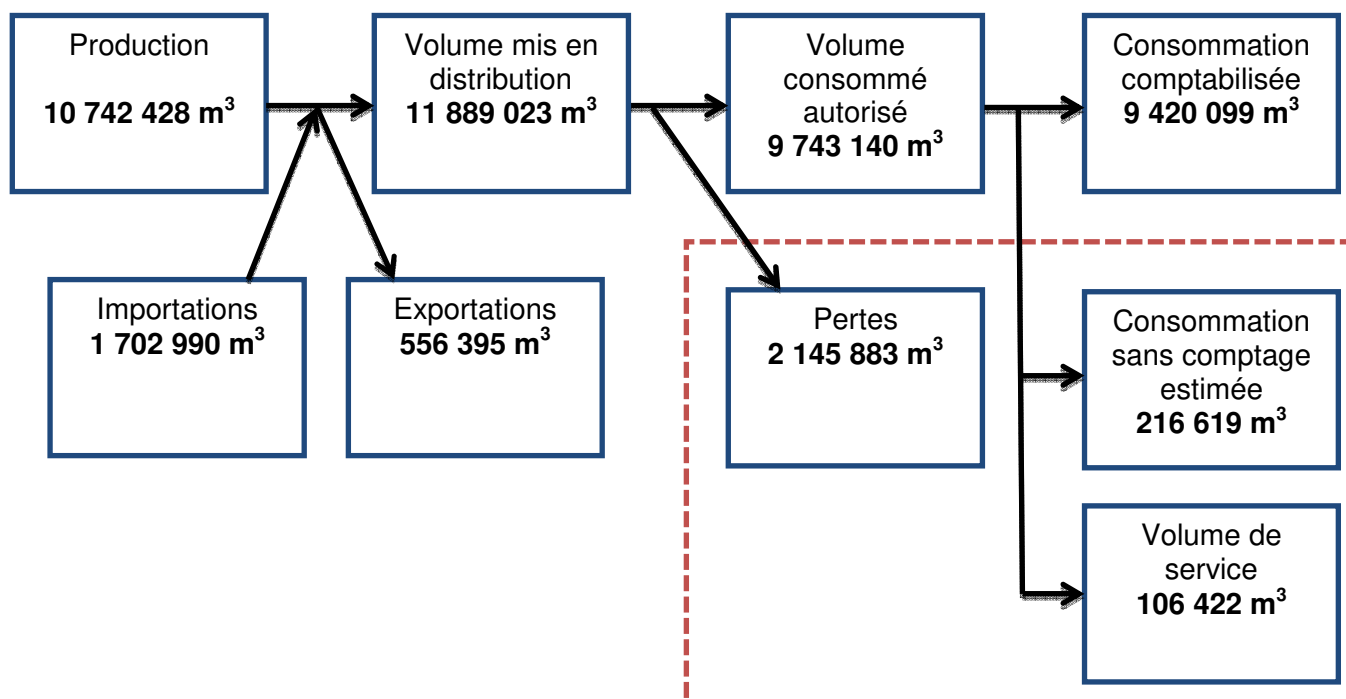 Production
10 742 428 m³
Volume mis en
distribution
11 889 023 m³
Volume
consommé
autorisé
9 743 140 m³
Consommation
comptabilisée
9 420 099 m³
Importations
1 702 990 m³
Exportations
556 395 m³
Pertes
2 145 883 m³
Consommation
sans comptage
estimée
216 619 m³
Volume de
service
106 422 m³